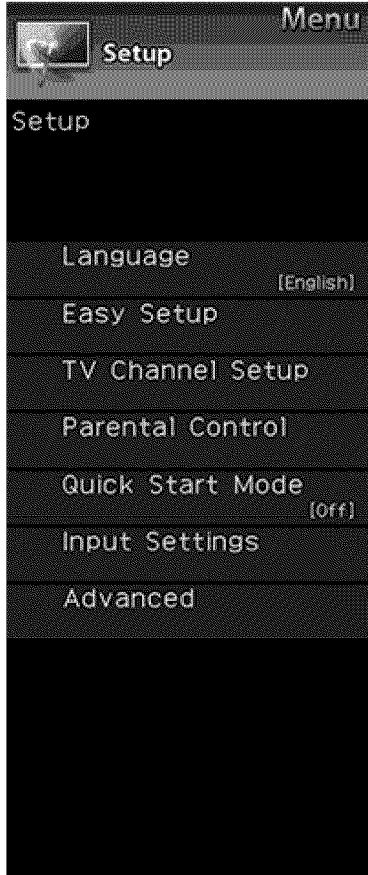 Menu
Setup
Setup
Language
[English]
Easy Setup
TV Channel Setup
Parental Control
Quick Start Mode
[Off]
Input Settings
Advanced